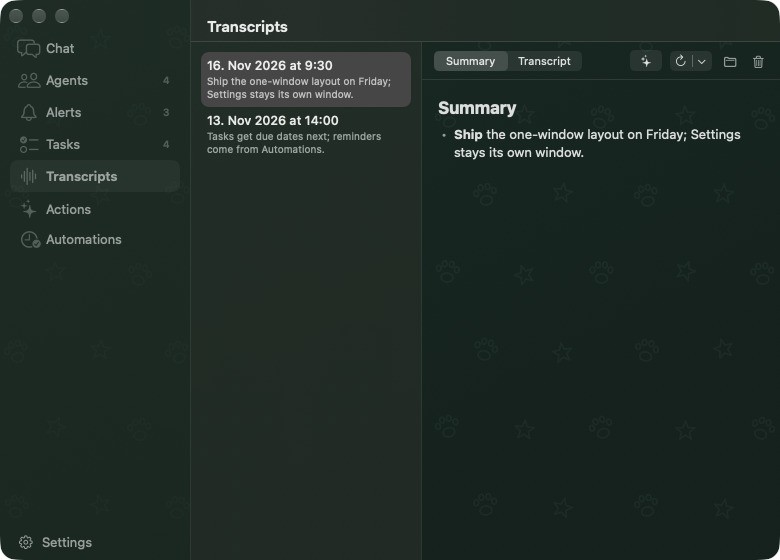 Chat
Agents 4
Alerts 3
Tasks 4
Transcripts
Actions
Automations
Settings
Transcripts
16. Nov 2026 at 9:30
Ship the one-window layout on Friday;
Settings stays its own window.
13. Nov 2026 at 14:00
Tasks get due dates next; reminders
come from Automations.
Summary Transcript
Summary
• Ship the one-window layout on Friday; Settings
stays its own window.